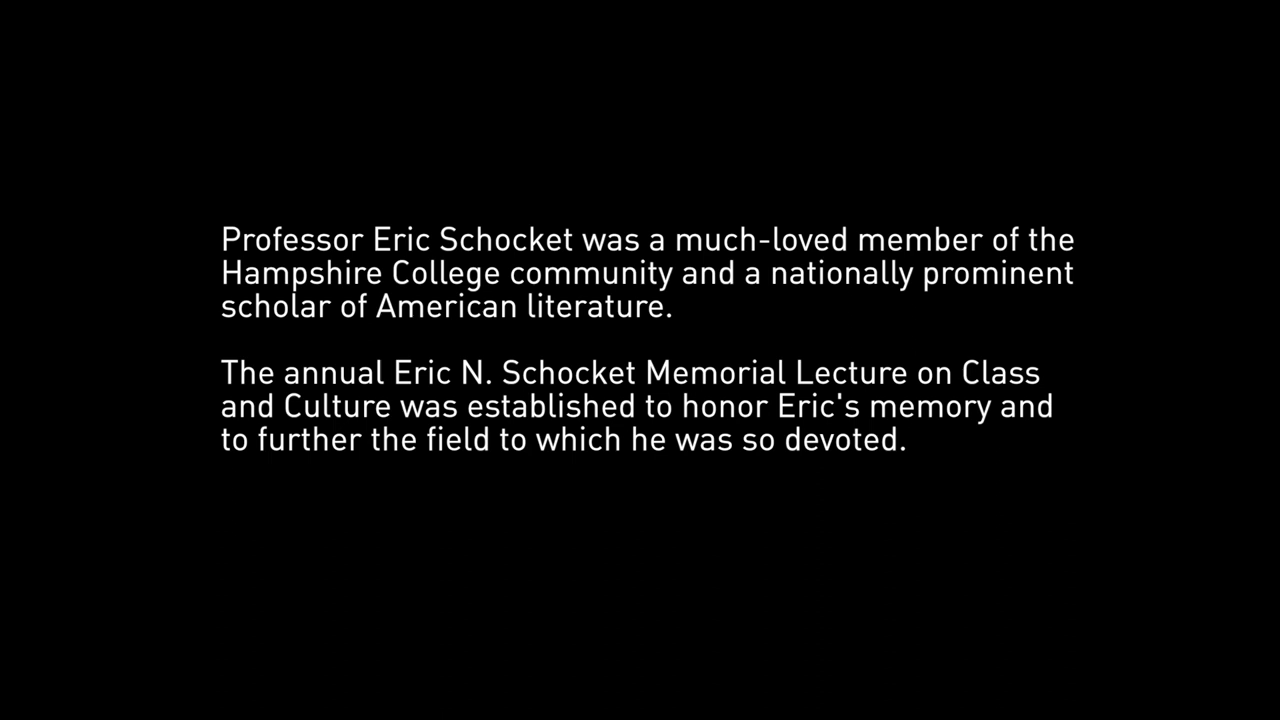 Professor Eric Schocket was a much-loved member of the
Hampshire College community and a nationally prominent
scholar of American literature.
The annual Eric N. Schocket Memorial Lecture on Class
and Culture was established to honor Eric's memory and
to further the field to which he was so devoted.